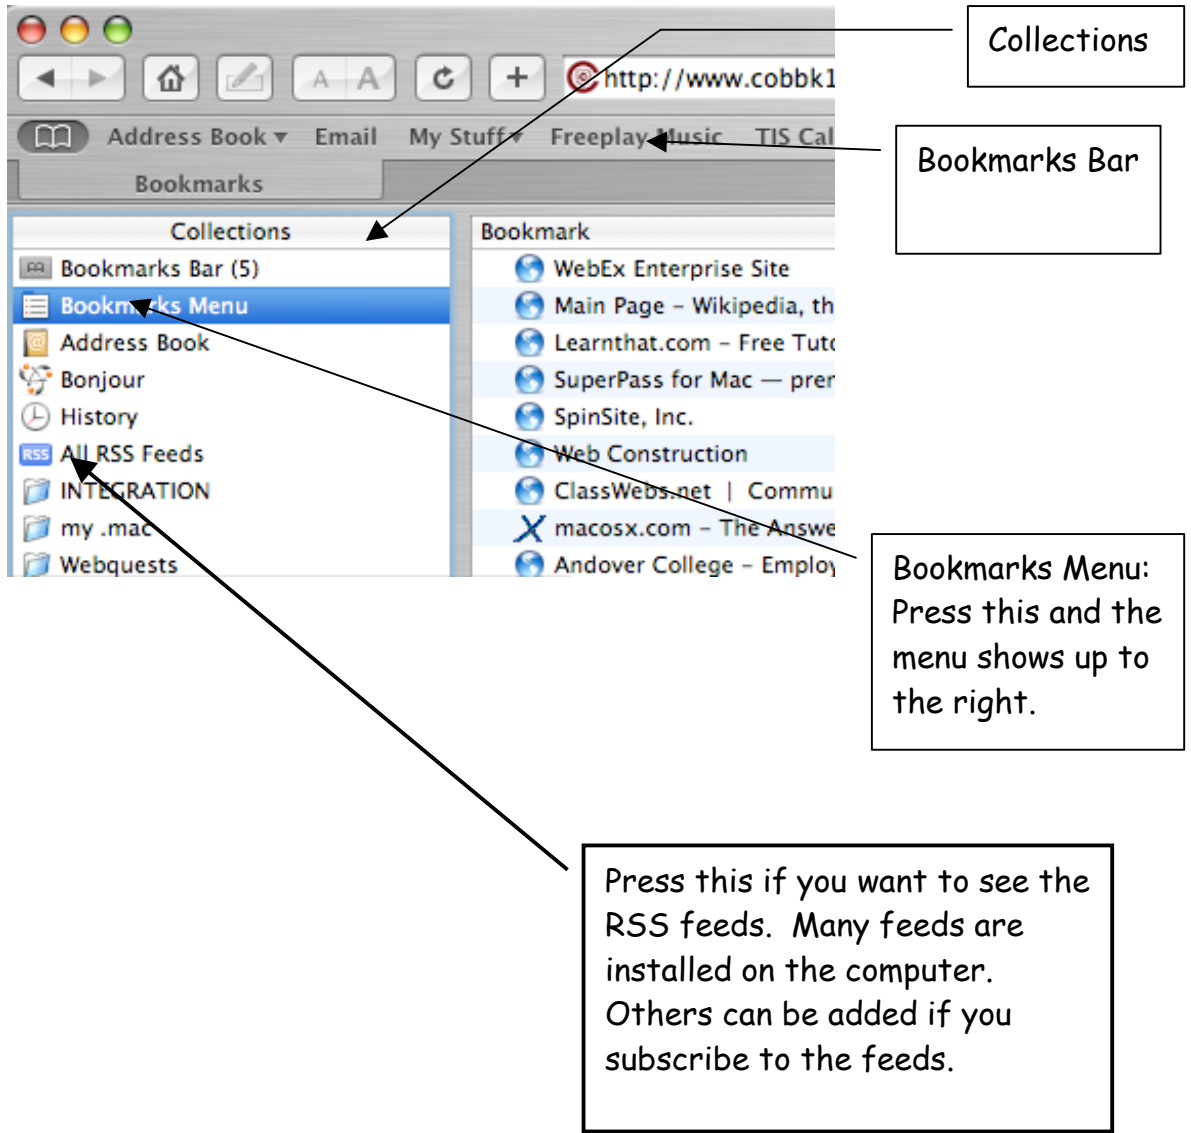 Collections
A A
http://www.cobbk1
Address Book Email My Stuff Freeplay Music TIS Cal
Bookmarks Bar
Bookmarks
Collections
Bookmark
Bookmarks Bar (5)
WebEx Enterprise Site
Bookmarks Menu
Main Page – Wikipedia, th
Address Book
Learnthat.com – Free Tuto
Bonjour
SuperPass for Mac — prer
History
SpinSite, Inc.
RSS All RSS Feeds
Web Construction
INTEGRATION
ClassWebs.net | Commu
my .mac
macosx.com – The Answe
Webquests
Andover College – Employ
Bookmarks Menu:
Press this and the
menu shows up to
the right.
Press this if you want to see the
RSS feeds. Many feeds are
installed on the computer.
Others can be added if you
subscribe to the feeds.